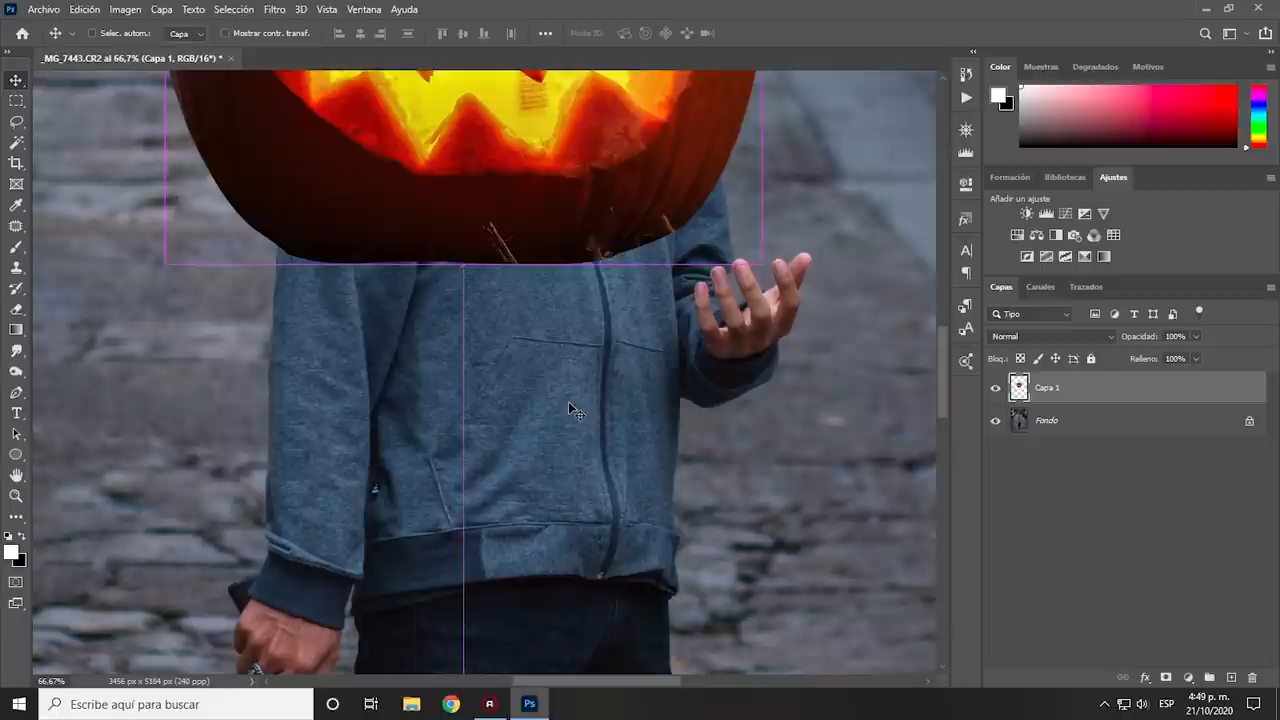 Ps Archivo Edición Imagen Capa Texto Selección Filtro 3D Vista Ventana Ayuda
Selec. autom.: Capa Mostrar contr. transf. Modo 3D:
_MG_7443.CR2 al 66,7% (Capa 1, RGB/16*) *
Color Muestras Degradados Motivos
Formación Bibliotecas Ajustes
Añadir un ajuste
Capas Canales Trazados
Tipo
Normal Opacidad: 100%
Bloq.: Relleno: 100%
Capa 1
Fondo
66.67% 3456 px x 5184 px (240 ppp)
Escribe aquí para buscar
Ps
ESP
4:49 p. m.
21/10/2020